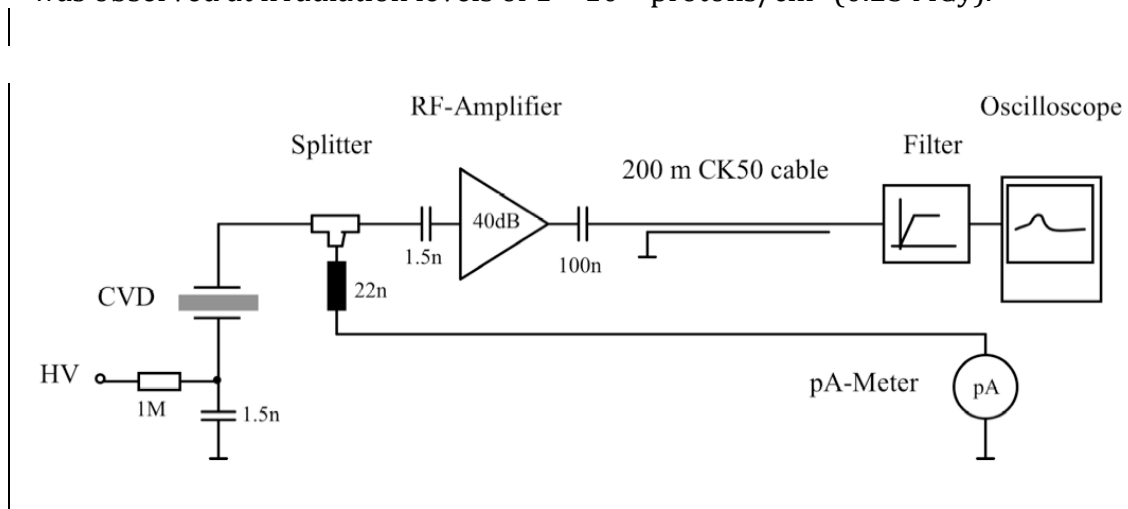 RF-Amplifier
Oscilloscope
Splitter
Filter
200 m CK50 cable
40dB
1.5n
100n
22n
CVD
HV
1M
1.5n
pA-Meter
pA